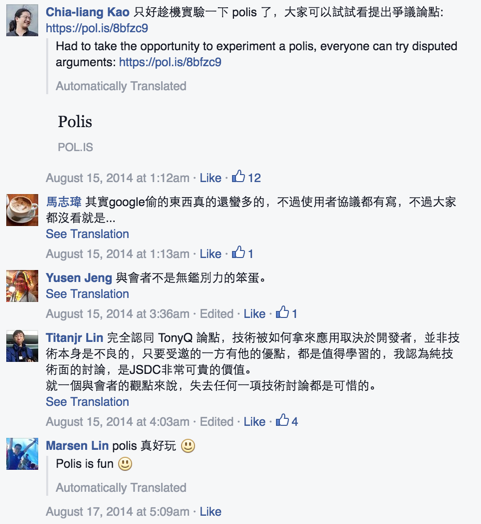 Chia-liang Kao 只好趁機實驗一下 polis 了，大家可以試試看提出爭議論點:
https://pol.is/8bfzc9
Had to take the opportunity to experiment a polis, everyone can try disputed
arguments: https://pol.is/8bfzc9
Automatically Translated
Polis
POL.IS
August 15, 2014 at 1:12am · Like · 12
馬志瑋 其實google偷的東西真的還蠻多的，不過使用者協議都有寫，不過大家
都沒看就是...
See Translation
August 15, 2014 at 1:13am · Like · 1
Yusen Jeng 與會者不是無鑑別力的笨蛋。
See Translation
August 15, 2014 at 3:36am · Edited · Like · 1
Titanjr Lin 完全認同 TonyQ 論點，技術被如何拿來應用取決於開發者，並非技
術本身是不良的，只要受邀的一方有他的優點，都是值得學習的，我認為純技
術面的討論，是JSDC非常可貴的價值。
就一個與會者的觀點來說，失去任何一項技術討論都是可惜的。
See Translation
August 15, 2014 at 4:03am · Edited · Like · 4
Marsen Lin polis 真好玩
Polis is fun
Automatically Translated
August 17, 2014 at 5:09am · Like